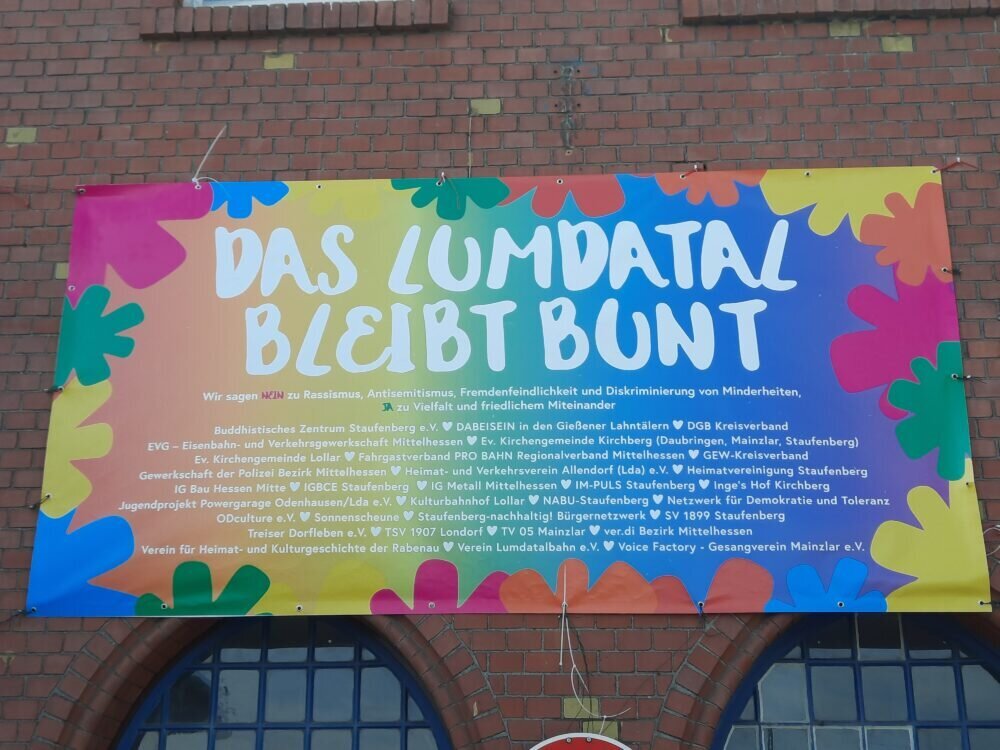 DAS LUMDATAL
BLEIBT BUNT
Wir sagen NEIN zu Rassismus, Antisemitismus, Fremdenfeindlichkeit und Diskriminierung von Minderheiten,
JA zu Vielfalt und friedlichem Miteinander
Buddhistisches Zentrum Staufenberg e.V. ♥ DABEISEIN in den Gießener Lahntälern ♥ DGB Kreisverband
EVG – Eisenbahn- und Verkehrsgewerkschaft Mittelhessen ♥ Ev. Kirchengemeinde Kirchberg (Daubringen, Mainzlar, Staufenberg)
Ev. Kirchengemeinde Lollar ♥ Fahrgastverband PRO BAHN Regionalverband Mittelhessen ♥ GEW-Kreisverband
Gewerkschaft der Polizei Bezirk Mittelhessen ♥ Heimat- und Verkehrsverein Allendorf (Lda) e.V. ♥ Heimatvereinigung Staufenberg
IG Bau Hessen Mitte ♥ IGBCE Staufenberg ♥ IG Metall Mittelhessen ♥ IM-PULS Staufenberg ♥ Inge's Hof Kirchberg
Jugendprojekt Powergarage Odenhausen/Lda e.V. ♥ Kulturbahnhof Lollar ♥ NABU-Staufenberg ♥ Netzwerk für Demokratie und Toleranz
ODculture e.V. ♥ Sonnenscheune ♥ Staufenberg-nachhaltig! Bürgernetzwerk ♥ SV 1899 Staufenberg
Treiser Dorfleben e.V. ♥ TSV 1907 Londorf ♥ TV 05 Mainzlar ♥ ver.di Bezirk Mittelhessen
Verein für Heimat- und Kulturgeschichte der Rabenau ♥ Verein Lumdatalbahn e.V. ♥ Voice Factory - Gesangverein Mainzlar e.V.